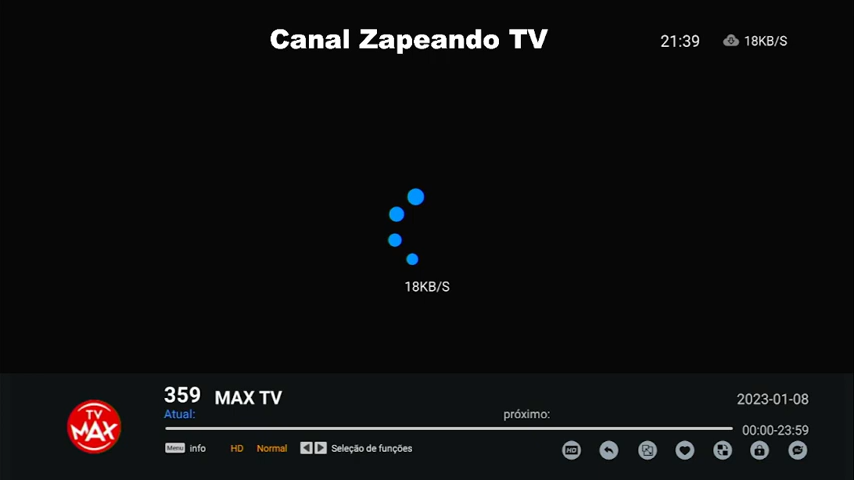 Canal Zapeando TV
21:39
18KB/S
18KB/S
359 MAX TV
2023-01-08
Atual:
próximo:
00:00-23:59
TV
MAX
Menu info HD Normal Seleção de funções
HD